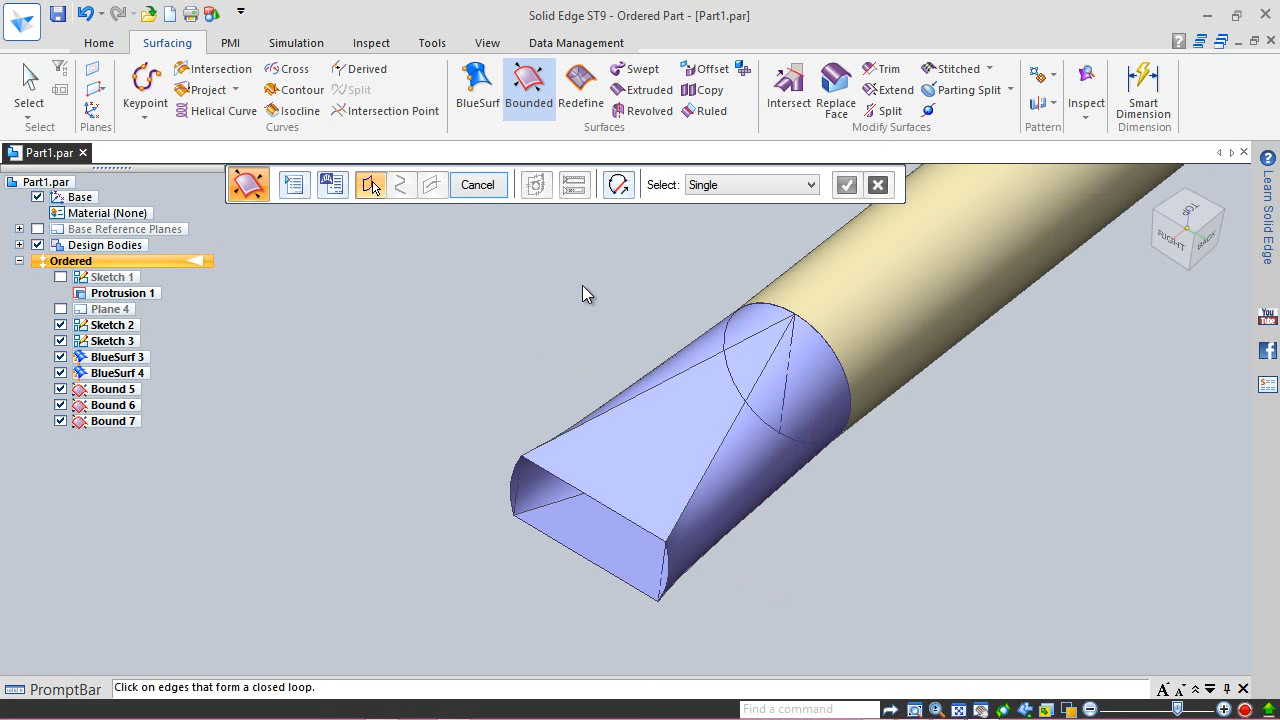 Solid Edge ST9 - Ordered Part - [Part1.par]
Home Surfacing PMI Simulation Inspect Tools View Data Management
Select
Select
Planes
Keypoint
Intersection Cross Derived
Project Contour Split
Helical Curve Isocline Intersection Point
Curves
BlueSurf Bounded Redefine
Swept Offset
Extruded Copy
Revolved Ruled
Surfaces
Intersect Replace Face
Trim Stitched
Extend Parting Split
Split
Modify Surfaces
Pattern
Inspect
Smart Dimension
Dimension
Part1.par
Cancel Select: Single
Part1.par
Base
Material (None)
Base Reference Planes
Design Bodies
Ordered
Sketch 1
Protrusion 1
Plane 4
Sketch 2
Sketch 3
BlueSurf 3
BlueSurf 4
Bound 5
Bound 6
Bound 7
TOP
RIGHT BACK
Learn Solid Edge
You Tube
PromptBar Click on edges that form a closed loop.
Find a command